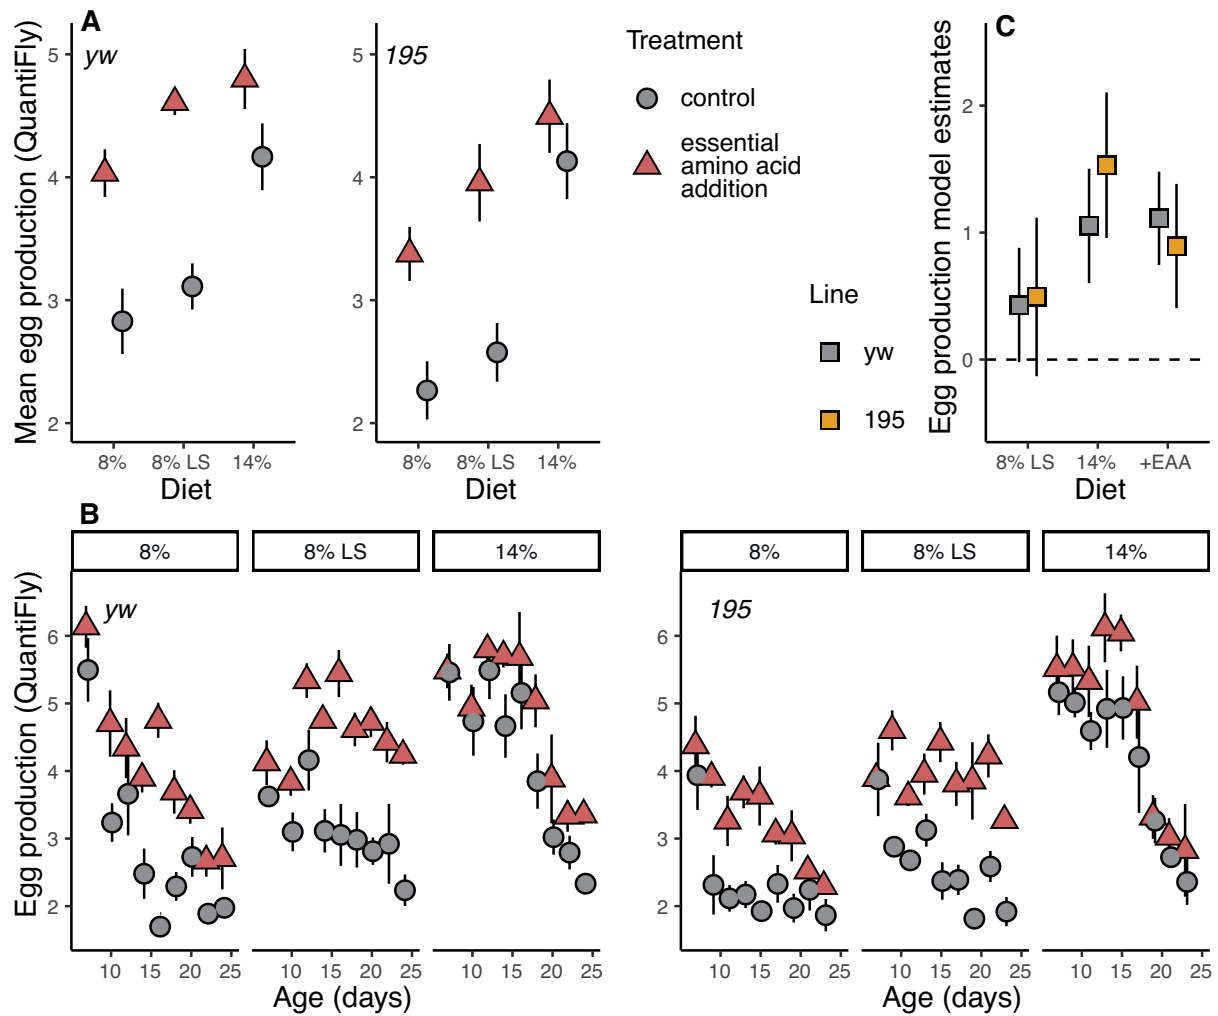 A
yw
195
Mean egg production (QuantiFly)
5
4
3
2
5
4
3
2
8%
8% LS
14%
8%
8% LS
14%
Diet
Diet
Treatment
control
essential
amino acid
addition
Line
yw
195
C
Egg production model estimates
2
1
0
8% LS
14%
+EAA
Diet
B
8%
8% LS
14%
8%
8% LS
14%
yw
195
Egg production (QuantiFly)
6
5
4
3
2
6
5
4
3
2
10
15
20
25
10
15
20
25
10
15
20
25
10
15
20
25
10
15
20
25
10
15
20
25
Age (days)
Age (days)